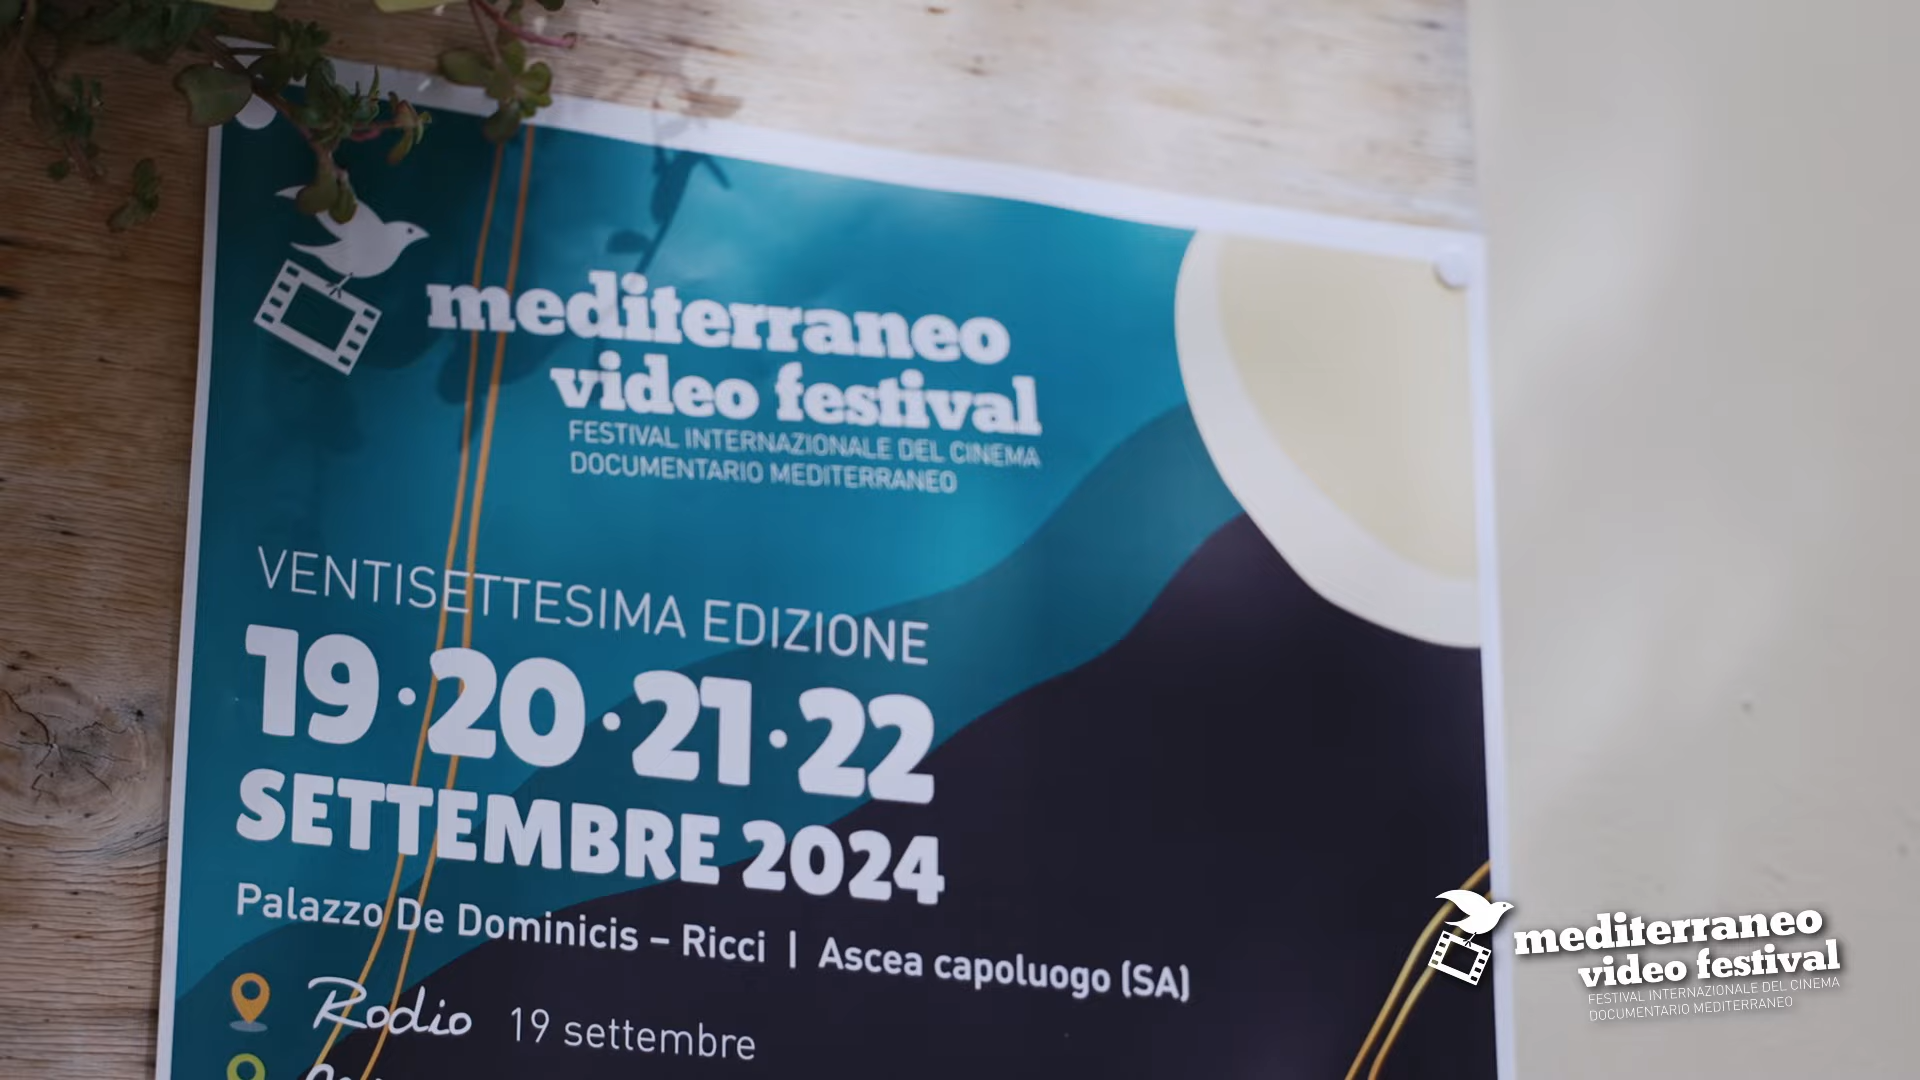 mediterraneo
video festival
FESTIVAL INTERNAZIONALE DEL CINEMA
DOCUMENTARIO MEDITERRANEO
VENTISETTESIMA EDIZIONE
19·20·21·22
SETTEMBRE 2024
Palazzo De Dominicis – Ricci | Ascea capoluogo (SA)
Rodio 19 settembre
mediterraneo
video festival
FESTIVAL INTERNAZIONALE DEL CINEMA
DOCUMENTARIO MEDITERRANEO